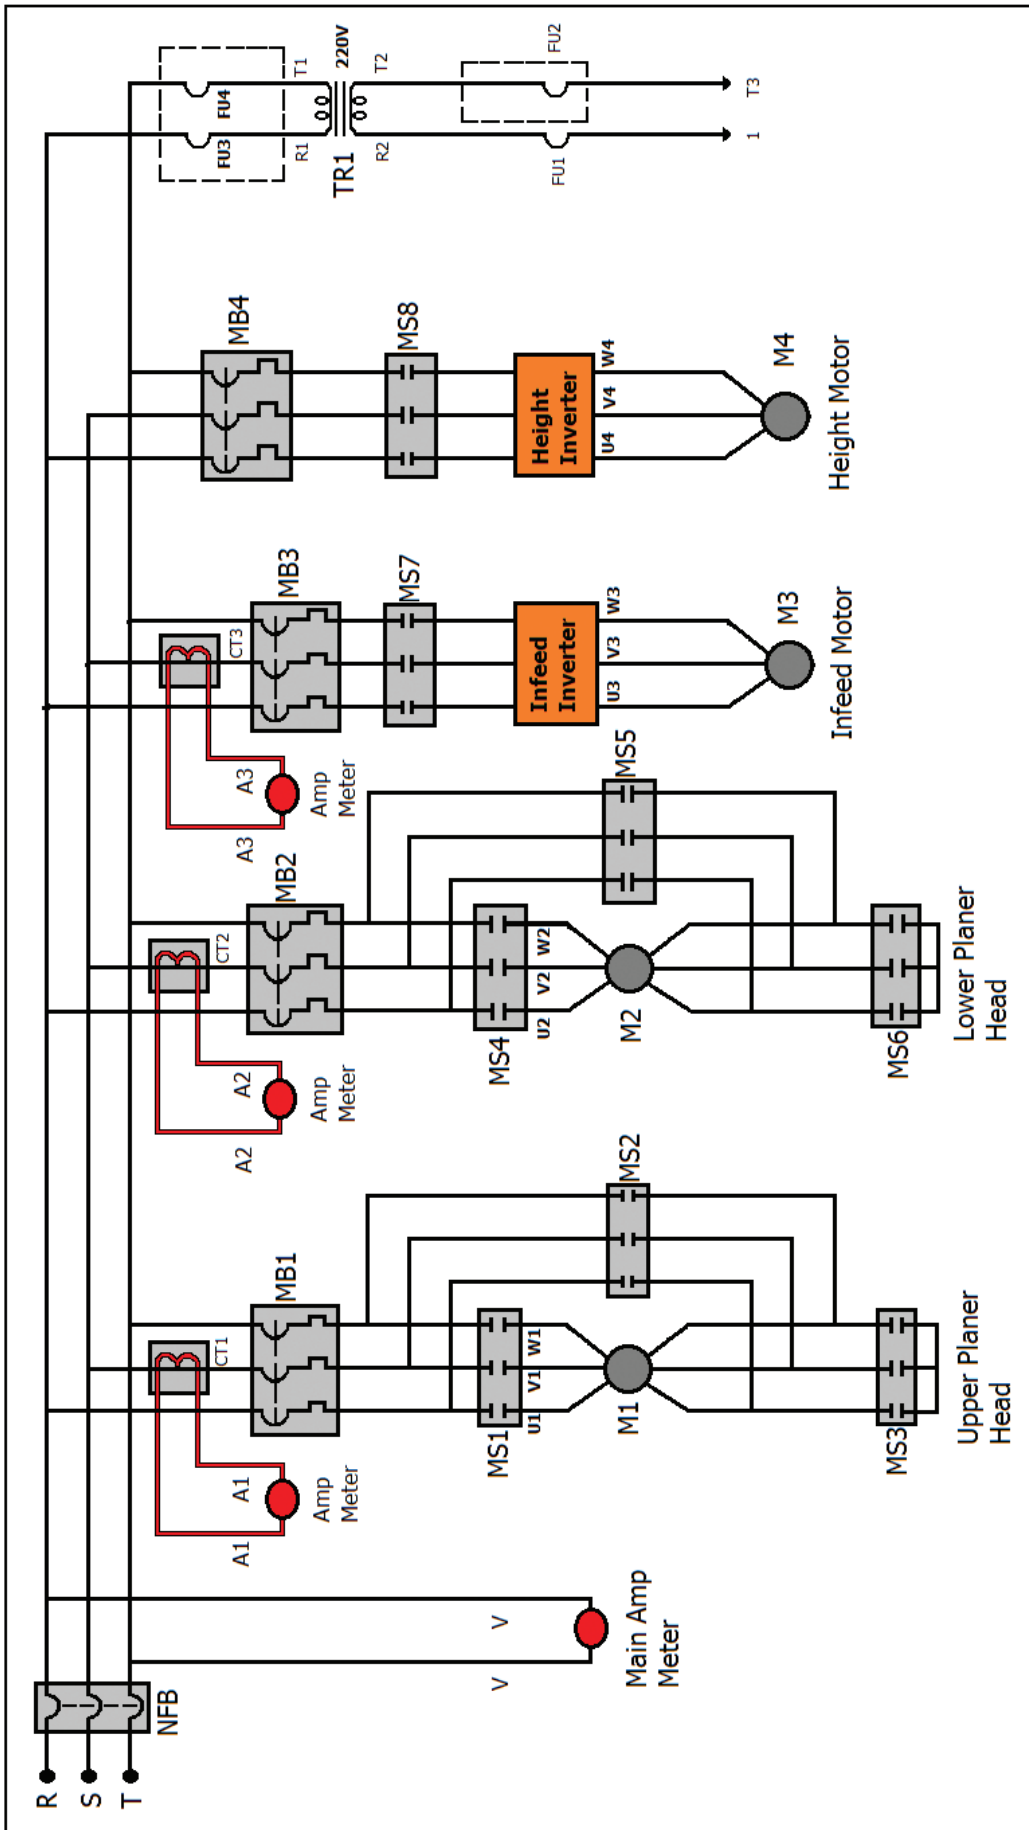 R
S
T
NFB
V
V
Main Amp
Meter
A1
A1
Amp
Meter
CT1
MB1
MS1
U1
V1
W1
M1
MS2
MS3
Upper Planer
Head
A2
A2
Amp
Meter
CT2
MB2
MS4
U2
V2
W2
M2
MS5
MS6
Lower Planer
Head
A3
A3
Amp
Meter
CT3
MB3
MS7
Infeed
Inverter
U3
V3
W3
M3
Infeed Motor
MB4
MS8
Height
Inverter
U4
V4
W4
M4
Height Motor
FU3
FU4
R1
T1
TR1
220V
R2
T2
FU1
FU2
1
T3